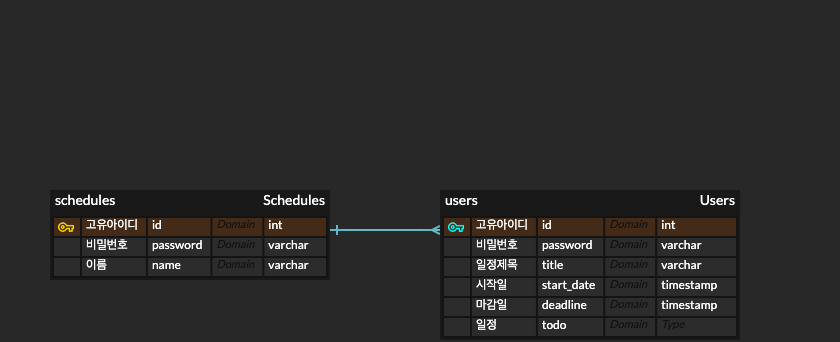 schedules Schedules
고유아이디 id Domain int
비밀번호 password Domain varchar
이름 name Domain varchar
users Users
고유아이디 id Domain int
비밀번호 password Domain varchar
일정제목 title Domain varchar
시작일 start_date Domain timestamp
마감일 deadline Domain timestamp
일정 todo Domain Type